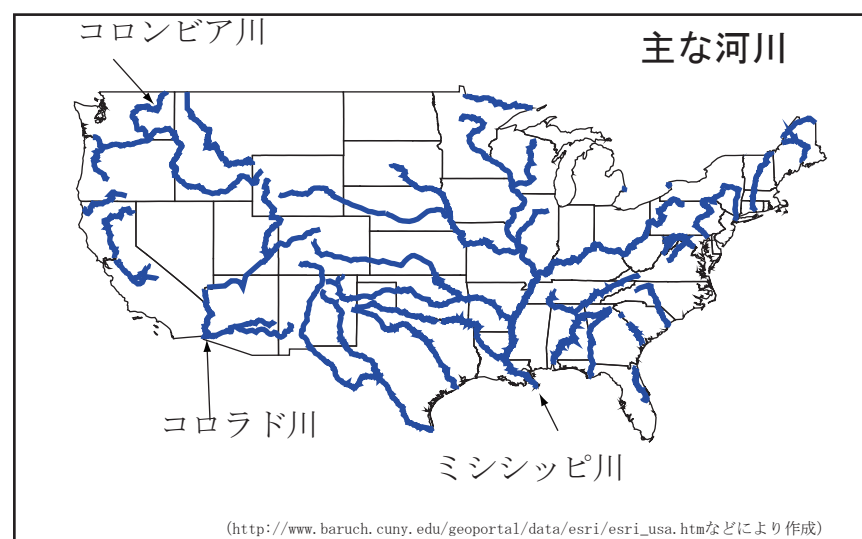 コロンビア川
主な河川
コロラド川
ミシシッピ川
(http://www.baruch.cuny.edu/geoportal/data/esri/esri_usa.htmなどにより作成)